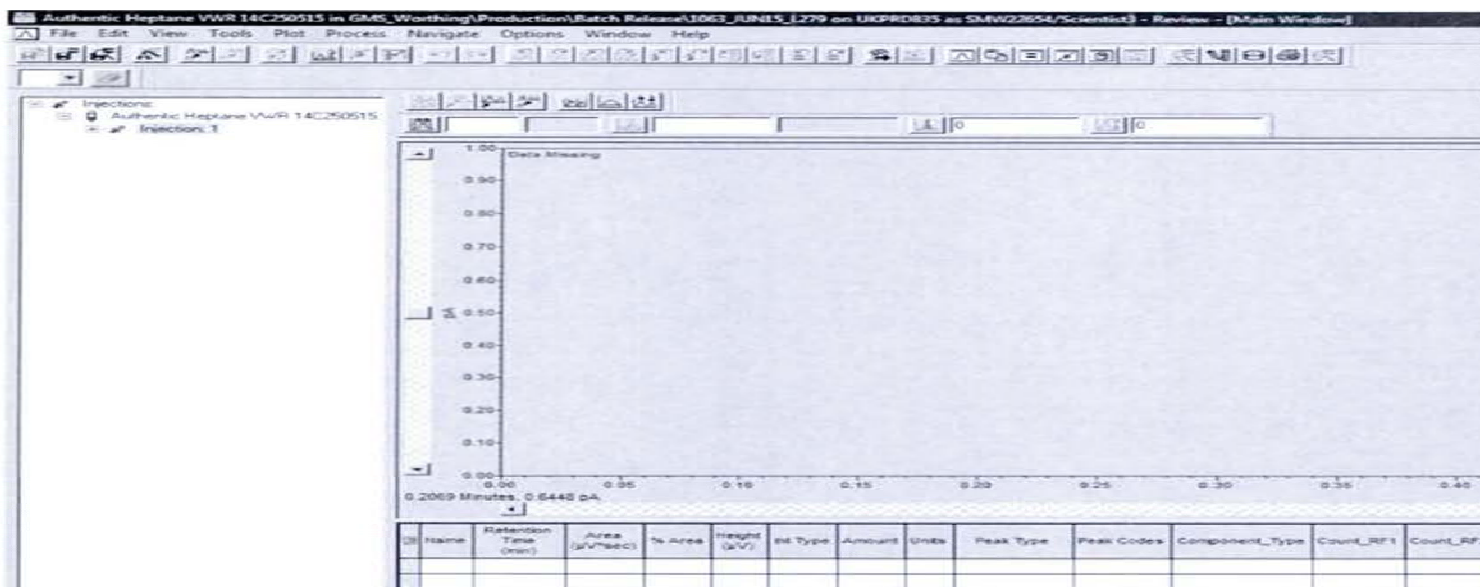 Authentic Heptane VWR 14C250515 in GMS_Worthing\Production\Batch Release\1063_JUN15_L279 on UKPRD835 as SMW22654/Scientist3 - Review - [Main Window]
File Edit View Tools Plot Process Navigate Options Window Help
Injections
Authentic Heptane VWR 14C250515
Injection: 1
0 0
Data Missing
1.00
0.90
0.80
0.70
0.60
0.50
0.40
0.30
0.20
0.10
0.00
pA
0.00 0.05 0.10 0.15 0.20 0.25 0.30 0.35 0.40
0.2069 Minutes, 0.6448 pA
Name Retention Time (min) Area (µV*sec) % Area Height (µV) Int Type Amount Units Peak Type Peak Codes Component_Type Count_RF1 Count_RF